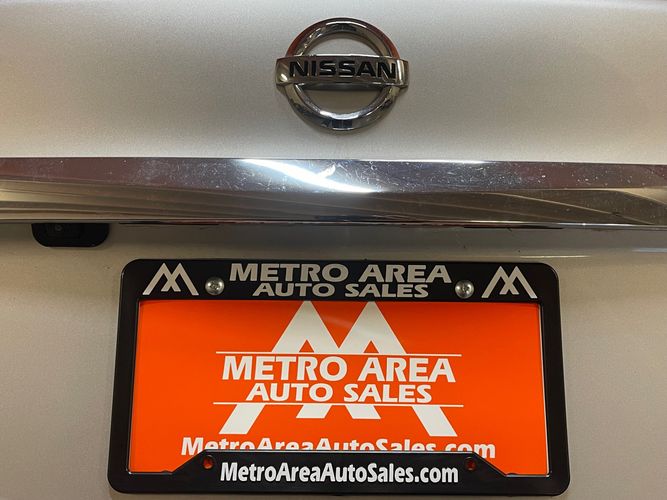 NISSAN
METRO AREA
AUTO SALES
METRO AREA
AUTO SALES
MetroAreaAutoSales.com
MetroAreaAutoSales.com